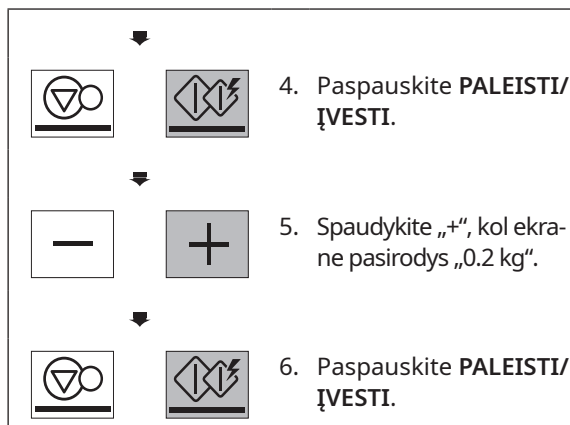 4. Paspauskite PALEISTI/
ĮVESTI.
5. Spaudykite „+“, kol ekra-
ne pasirodys „0.2 kg“.
6. Paspauskite PALEISTI/
ĮVESTI.